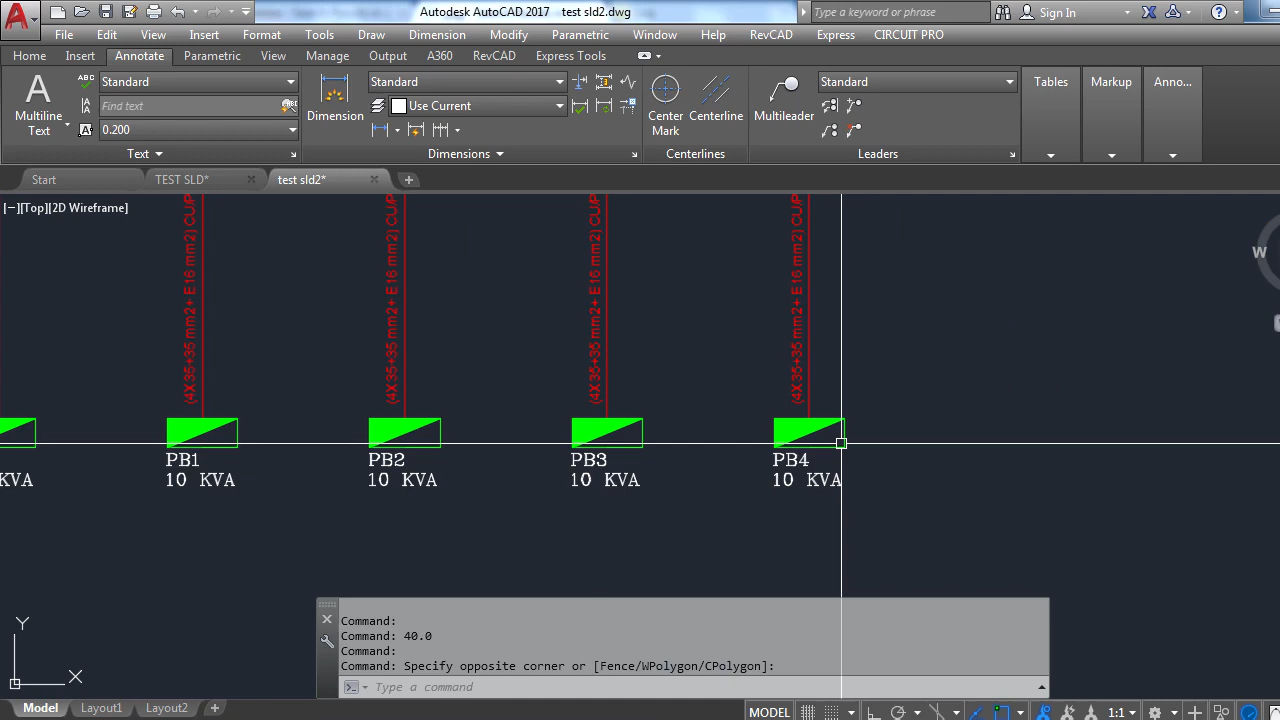 Autodesk AutoCAD 2017 test sld2.dwg
Type a keyword or phrase
Sign In
File Edit View Insert Format Tools Draw Dimension Modify Parametric Window Help RevCAD Express CIRCUIT PRO
Home Insert Annotate Parametric View Manage Output A360 RevCAD Express Tools
Multiline
Text
Standard
Find text
0.200
Text
Dimension
Standard
Use Current
Dimensions
Center
Mark
Centerline
Centerlines
Multileader
Standard
Leaders
Tables
Markup
Anno...
Start
TEST SLD*
test sld2*
[−][Top][2D Wireframe]
W
(4X35+35 mm2+ E16 mm2) CU/P
(4X35+35 mm2+ E16 mm2) CU/P
(4X35+35 mm2+ E16 mm2) CU/P
(4X35+35 mm2+ E16 mm2) CU/P
PB1 PB2 PB3 PB4
KVA 10 KVA 10 KVA 10 KVA 10 KVA
Command:
Command: 40.0
Command:
Command: Specify opposite corner or [Fence/WPolygon/CPolygon]:
Type a command
Y
X
Model Layout1 Layout2
MODEL 1:1